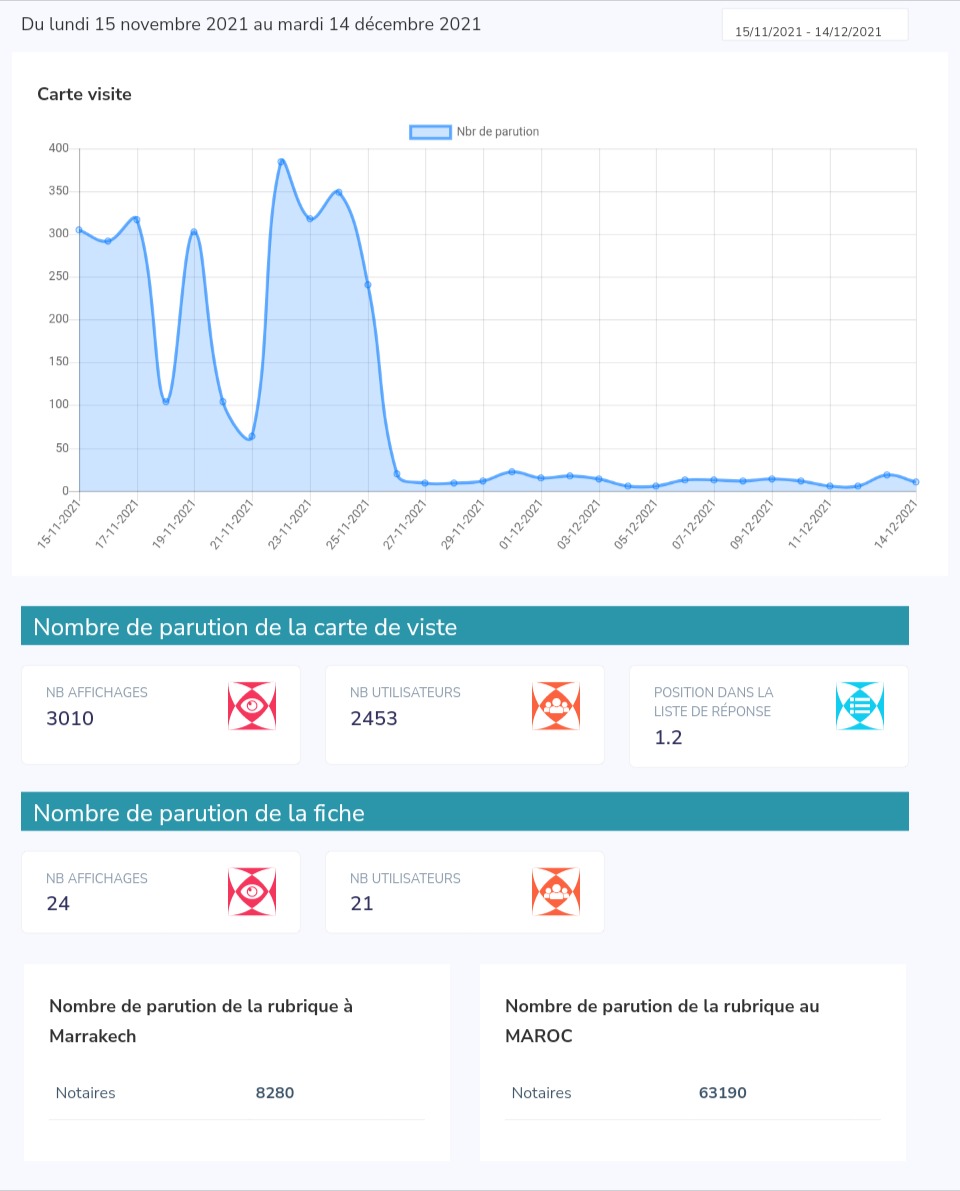 Du lundi 15 novembre 2021 au mardi 14 décembre 2021
15/11/2021 - 14/12/2021
Carte visite
Nbr de parution
400
350
300
250
200
150
100
50
0
15-11-2021
17-11-2021
19-11-2021
21-11-2021
23-11-2021
25-11-2021
27-11-2021
29-11-2021
01-12-2021
03-12-2021
05-12-2021
07-12-2021
09-12-2021
11-12-2021
14-12-2021
Nombre de parution de la carte de viste
NB AFFICHAGES
3010
NB UTILISATEURS
2453
POSITION DANS LA
LISTE DE RÉPONSE
1.2
Nombre de parution de la fiche
NB AFFICHAGES
24
NB UTILISATEURS
21
Nombre de parution de la rubrique à
Marrakech
Notaires 8280
Nombre de parution de la rubrique au
MAROC
Notaires 63190